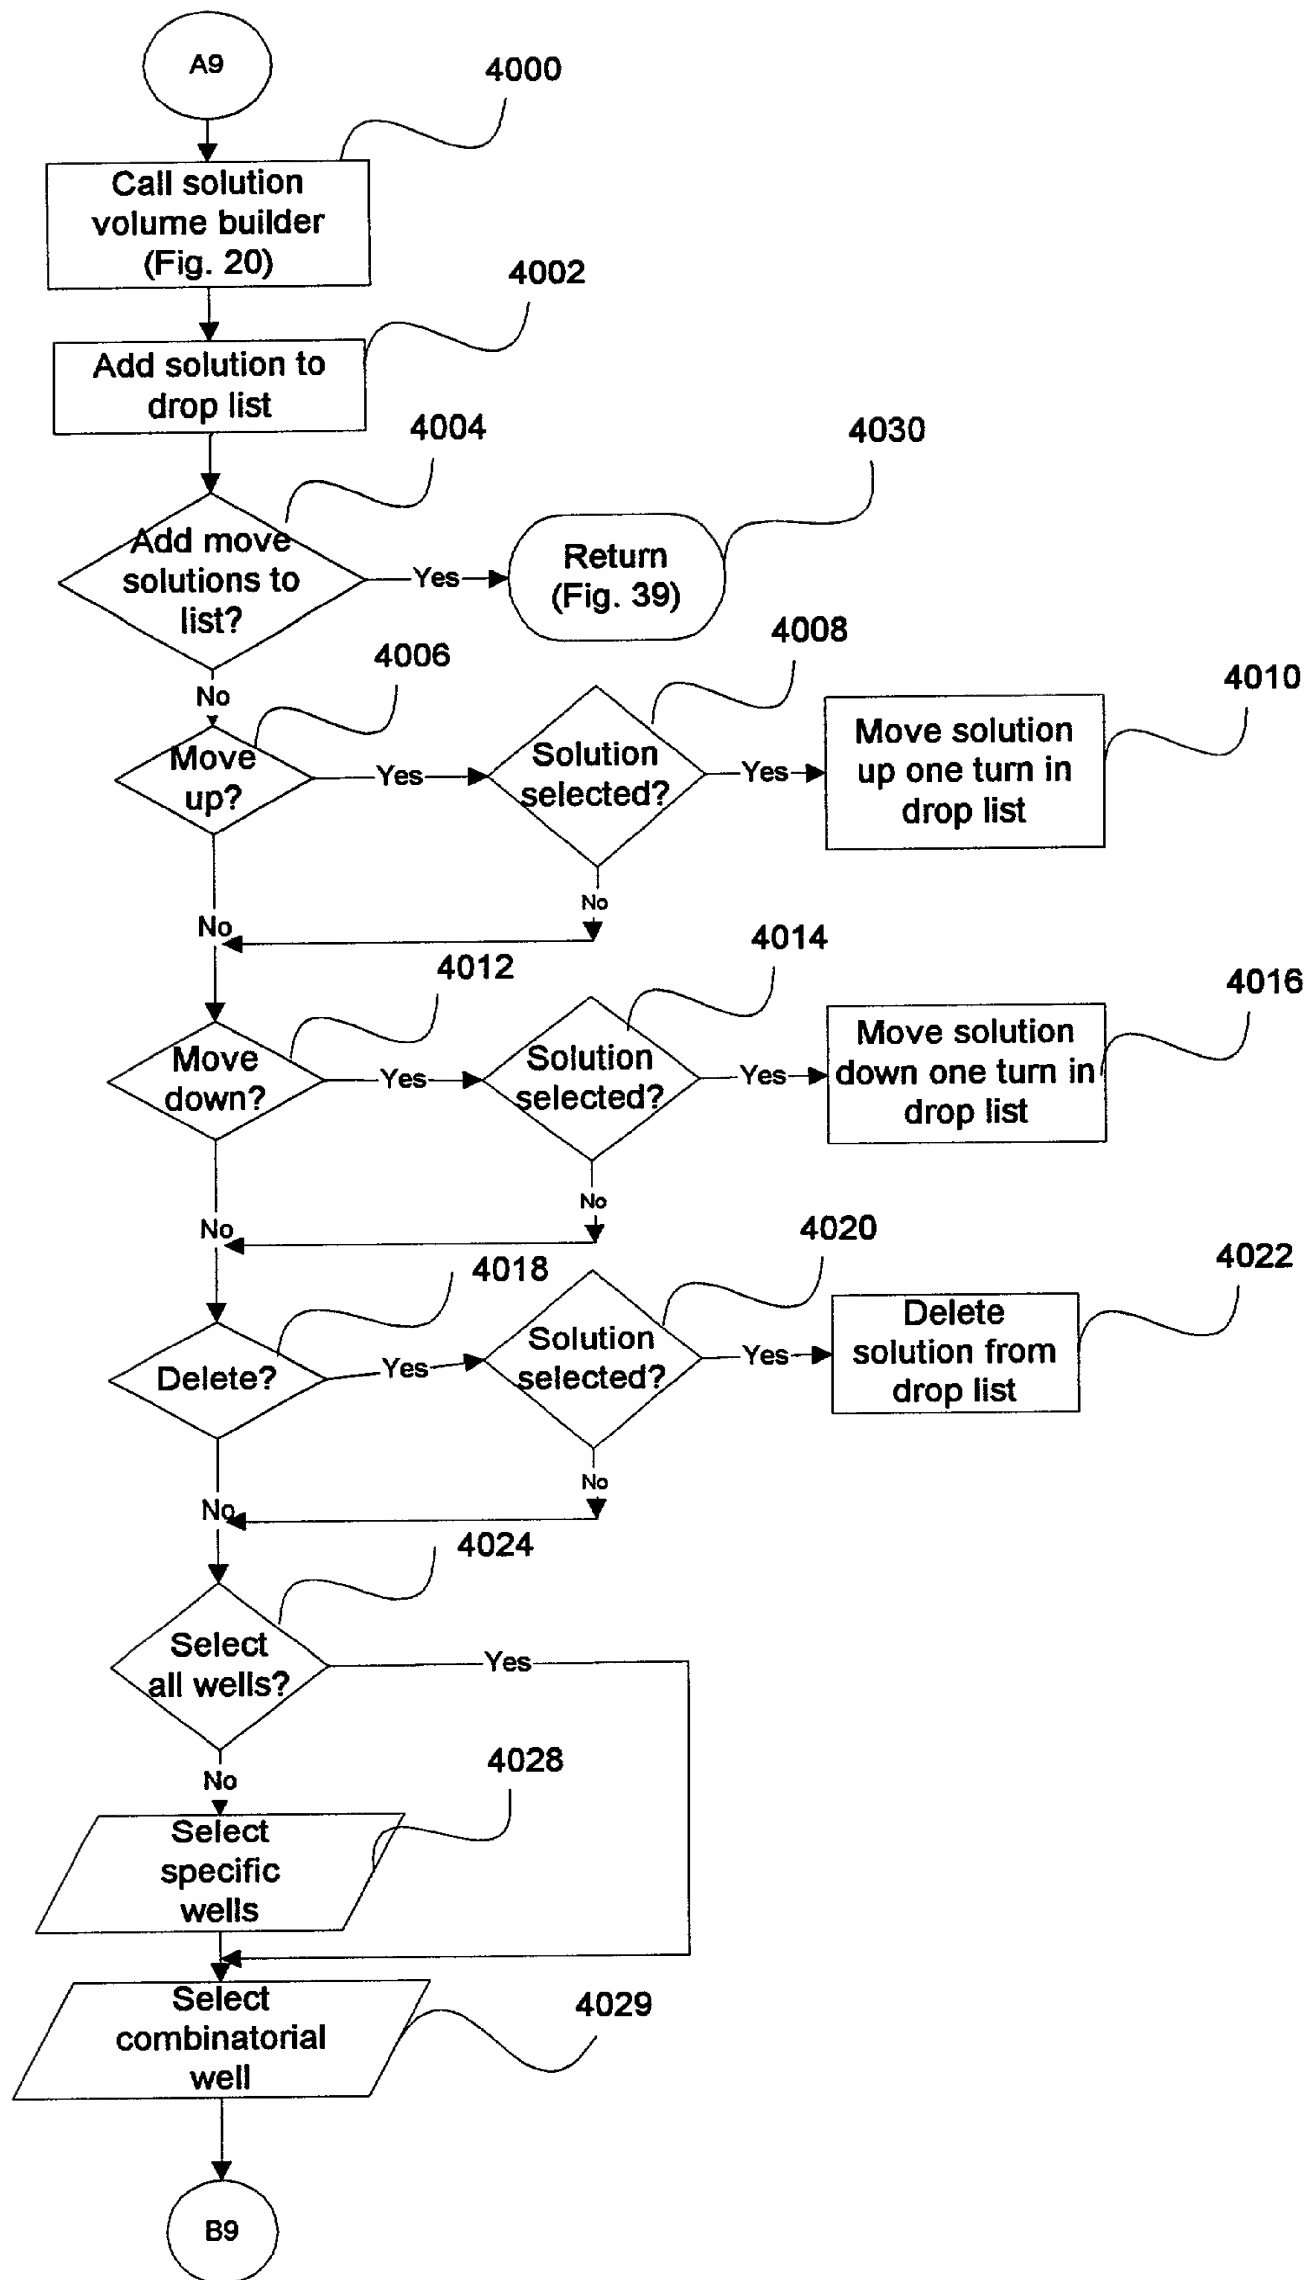 A9
4000
Call solution
volume builder
(Fig. 20)
4002
Add solution to
drop list
4004
4030
Add move
solutions to
list?
Yes
Return
(Fig. 39)
No
4006
4008
4010
Move
up?
Yes
Solution
selected?
Yes
Move solution
up one turn in
drop list
No
No
4012
4014
4016
Move
down?
Yes
Solution
selected?
Yes
Move solution
down one turn in
drop list
No
No
4018
4020
4022
Delete?
Yes
Solution
selected?
Yes
Delete
solution from
drop list
No
No
4024
Select
all wells?
Yes
No
4028
Select
specific
wells
4029
Select
combinatorial
well
B9